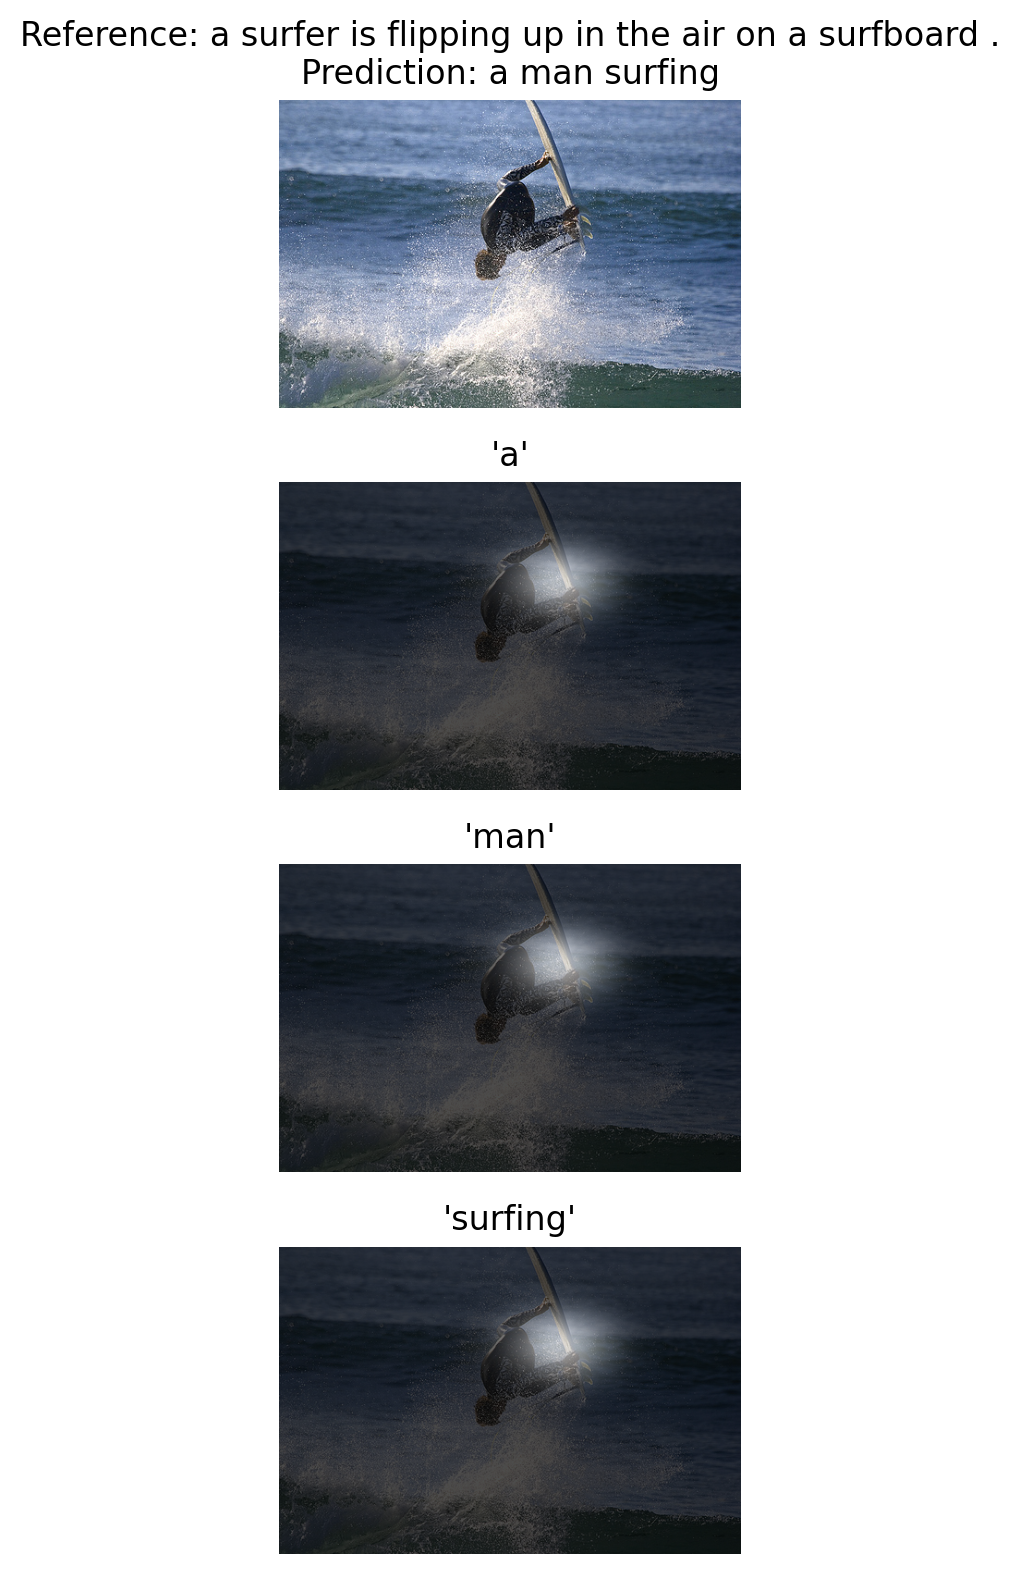 Reference: a surfer is flipping up in the air on a surfboard .
Prediction: a man surfing
'a'
'man'
'surfing'